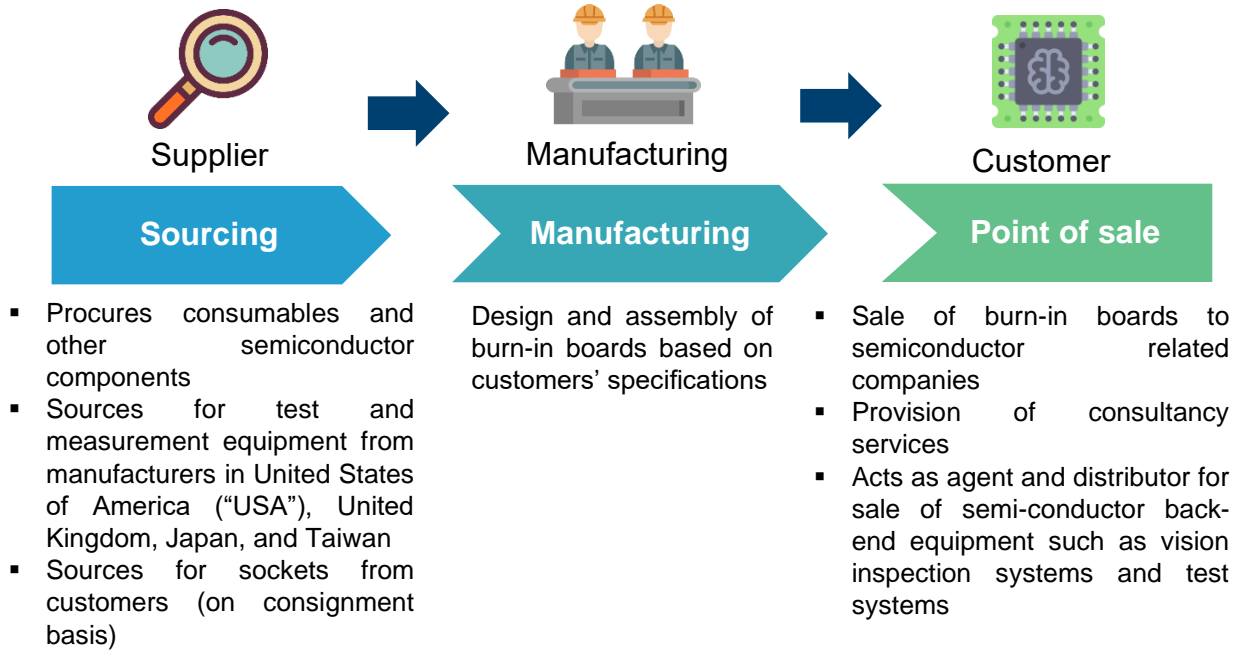 Supplier
Manufacturing
Customer
Sourcing
Manufacturing
Point of sale
▪ Procures consumables and
other semiconductor
components
▪ Sources for test and
measurement equipment from
manufacturers in United States
of America (“USA”), United
Kingdom, Japan, and Taiwan
▪ Sources for sockets from
customers (on consignment
basis)
Design and assembly of
burn-in boards based on
customers’ specifications
▪ Sale of burn-in boards to
semiconductor related
companies
▪ Provision of consultancy
services
▪ Acts as agent and distributor for
sale of semi-conductor back-
end equipment such as vision
inspection systems and test
systems